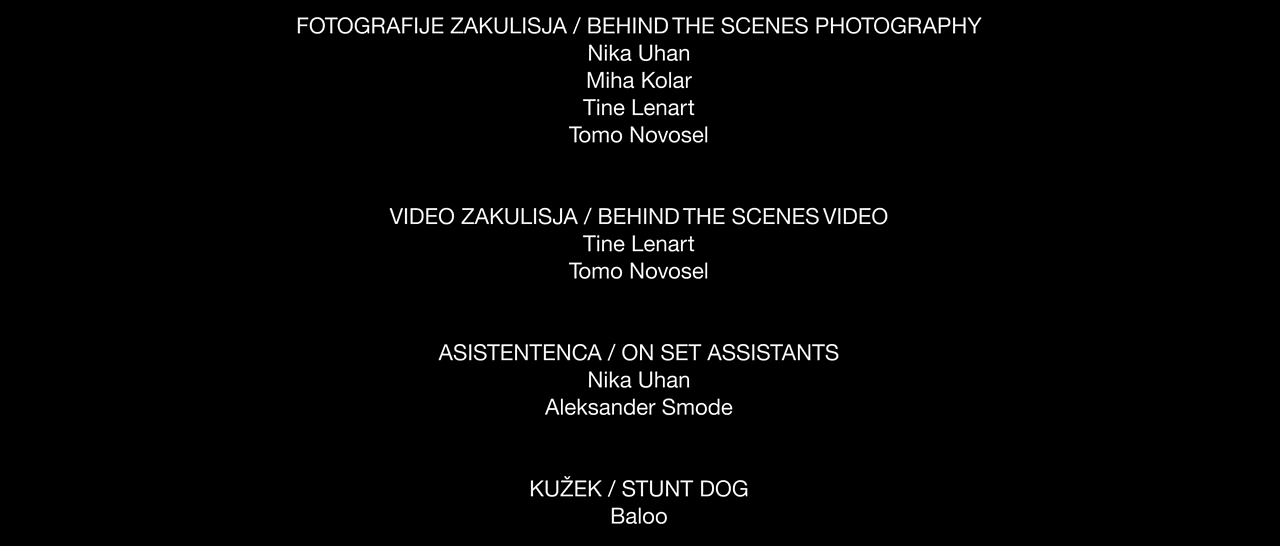 FOTOGRAFIJE ZAKULISJA / BEHIND THE SCENES PHOTOGRAPHY
Nika Uhan
Miha Kolar
Tine Lenart
Tomo Novosel
VIDEO ZAKULISJA / BEHIND THE SCENES VIDEO
Tine Lenart
Tomo Novosel
ASISTENTENCA / ON SET ASSISTANTS
Nika Uhan
Aleksander Smode
KUŽEK / STUNT DOG
Baloo